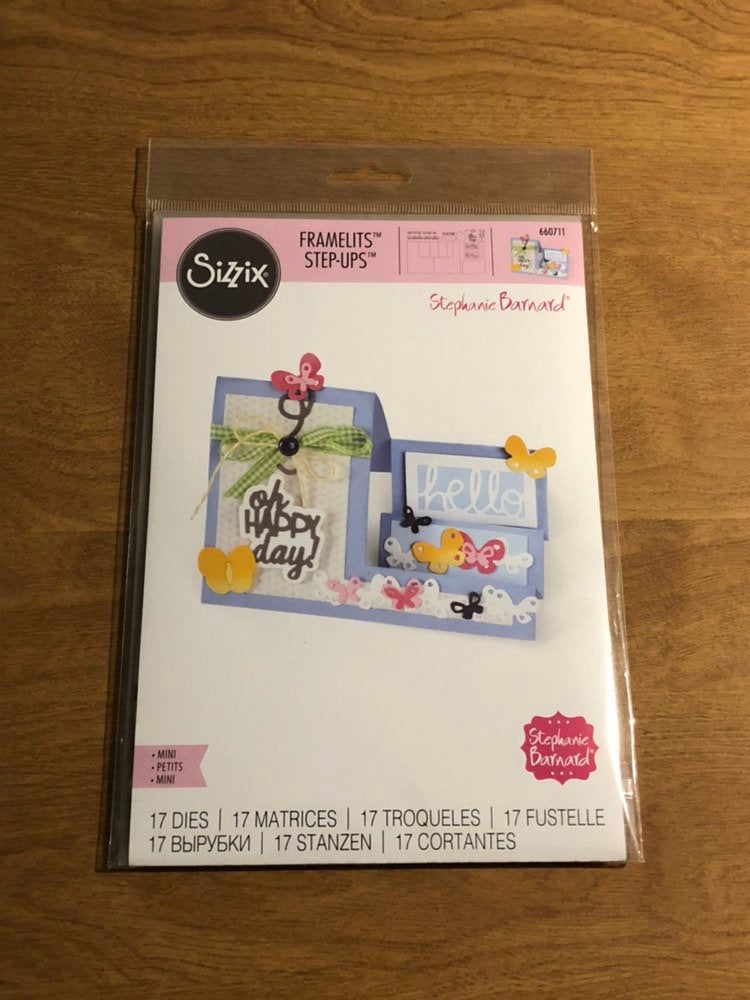 Sizzix
FRAMELITS™
STEP-UPS™
660711
Stephanie Barnard®
oh
HAPPY
day!
hello
Stephanie
Barnard®
• MINI
• PETITS
• MINI
17 DIES | 17 MATRICES | 17 TROQUELES | 17 FUSTELLE
17 ВЫРУБКИ | 17 STANZEN | 17 CORTANTES